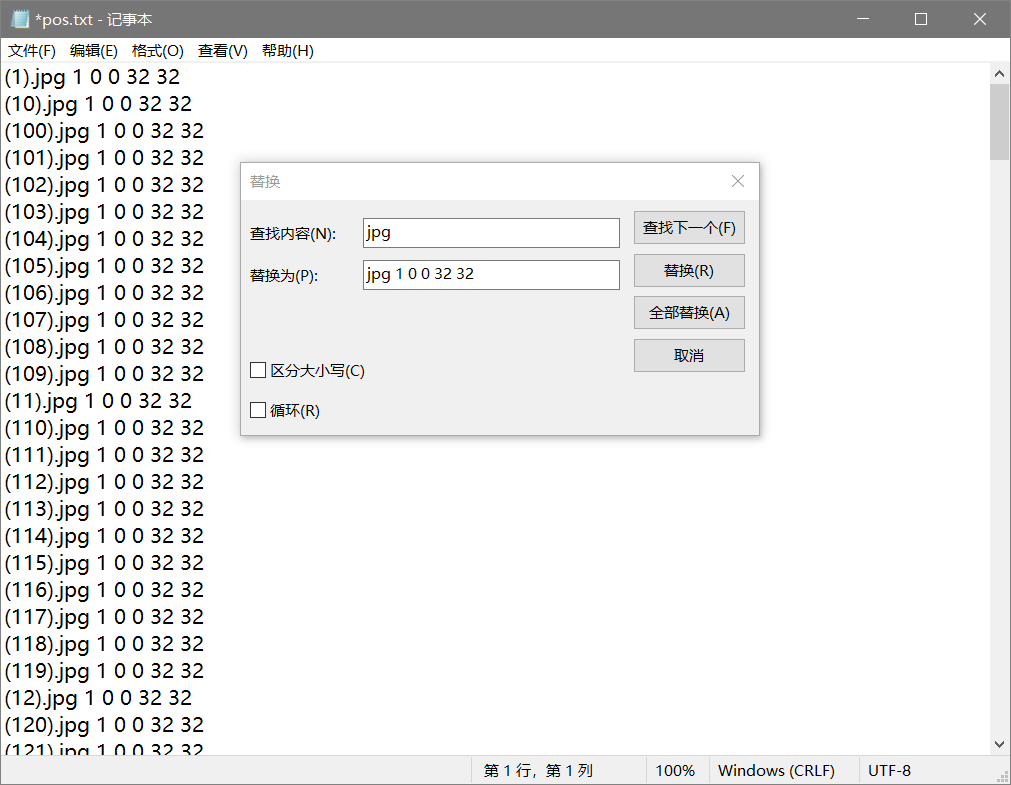 *pos.txt - 记事本
文件(F) 编辑(E) 格式(O) 查看(V) 帮助(H)
(1).jpg 1 0 0 32 32
(10).jpg 1 0 0 32 32
(100).jpg 1 0 0 32 32
(101).jpg 1 0 0 32 32
(102).jpg 1 0 0 32 32
(103).jpg 1 0 0 32 32
(104).jpg 1 0 0 32 32
(105).jpg 1 0 0 32 32
(106).jpg 1 0 0 32 32
(107).jpg 1 0 0 32 32
(108).jpg 1 0 0 32 32
(109).jpg 1 0 0 32 32
(11).jpg 1 0 0 32 32
(110).jpg 1 0 0 32 32
(111).jpg 1 0 0 32 32
(112).jpg 1 0 0 32 32
(113).jpg 1 0 0 32 32
(114).jpg 1 0 0 32 32
(115).jpg 1 0 0 32 32
(116).jpg 1 0 0 32 32
(117).jpg 1 0 0 32 32
(118).jpg 1 0 0 32 32
(119).jpg 1 0 0 32 32
(12).jpg 1 0 0 32 32
(120).jpg 1 0 0 32 32
(121).jpg 1 0 0 32 32
替换
查找内容(N): jpg 查找下一个(F)
替换为(P): jpg 1 0 0 32 32 替换(R)
全部替换(A)
取消
区分大小写(C)
循环(R)
第 1 行，第 1 列 100% Windows (CRLF) UTF-8